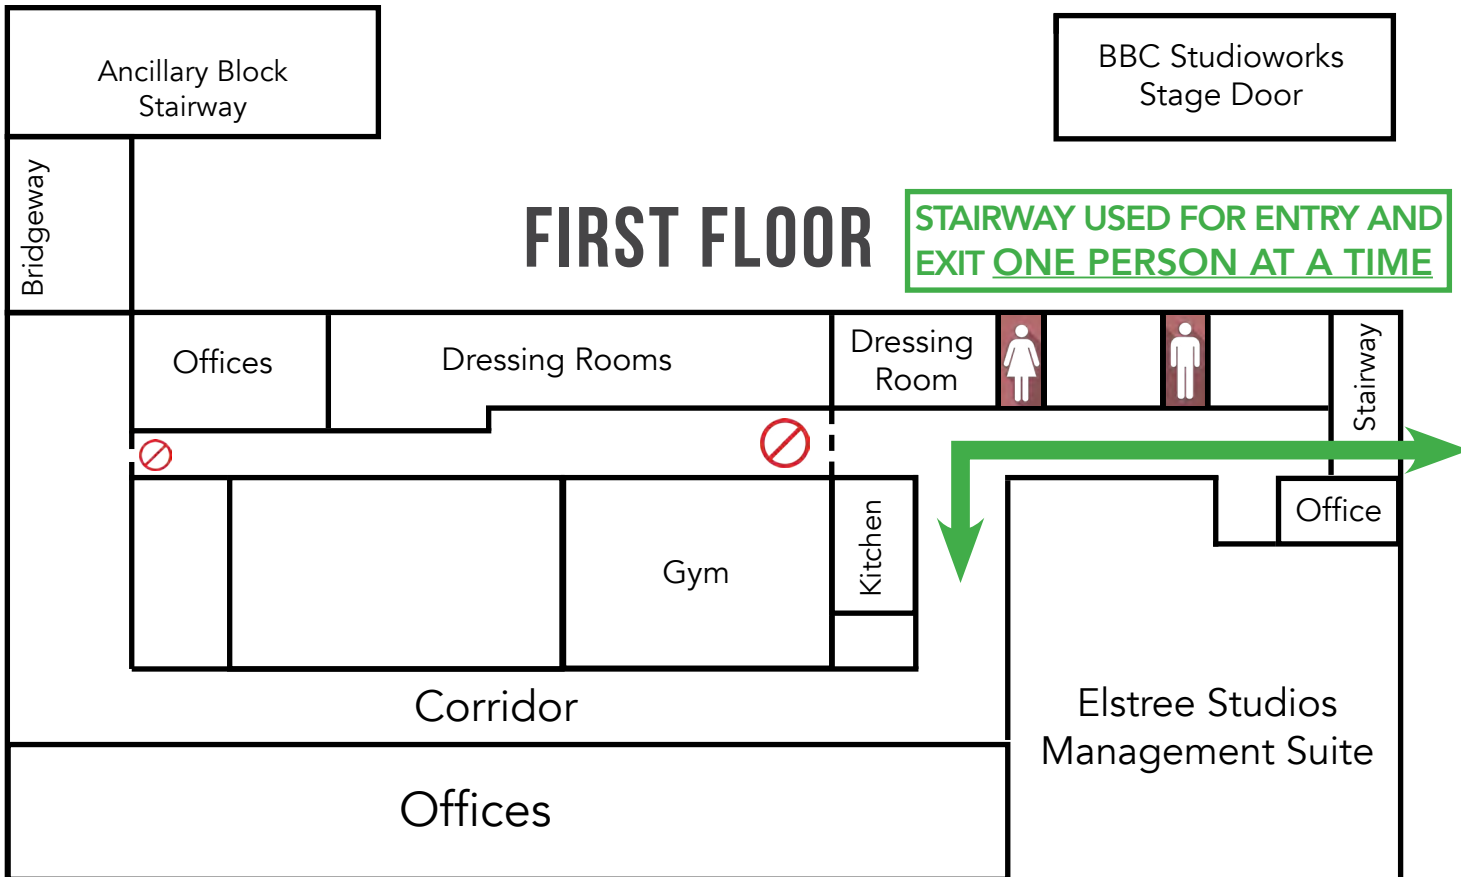 Ancillary Block
Stairway
BBC Studioworks
Stage Door
Bridgeway
FIRST FLOOR
STAIRWAY USED FOR ENTRY AND
EXIT ONE PERSON AT A TIME
Offices
Dressing Rooms
Dressing
Room
Stairway
Gym
Kitchen
Office
Corridor
Elstree Studios
Management Suite
Offices